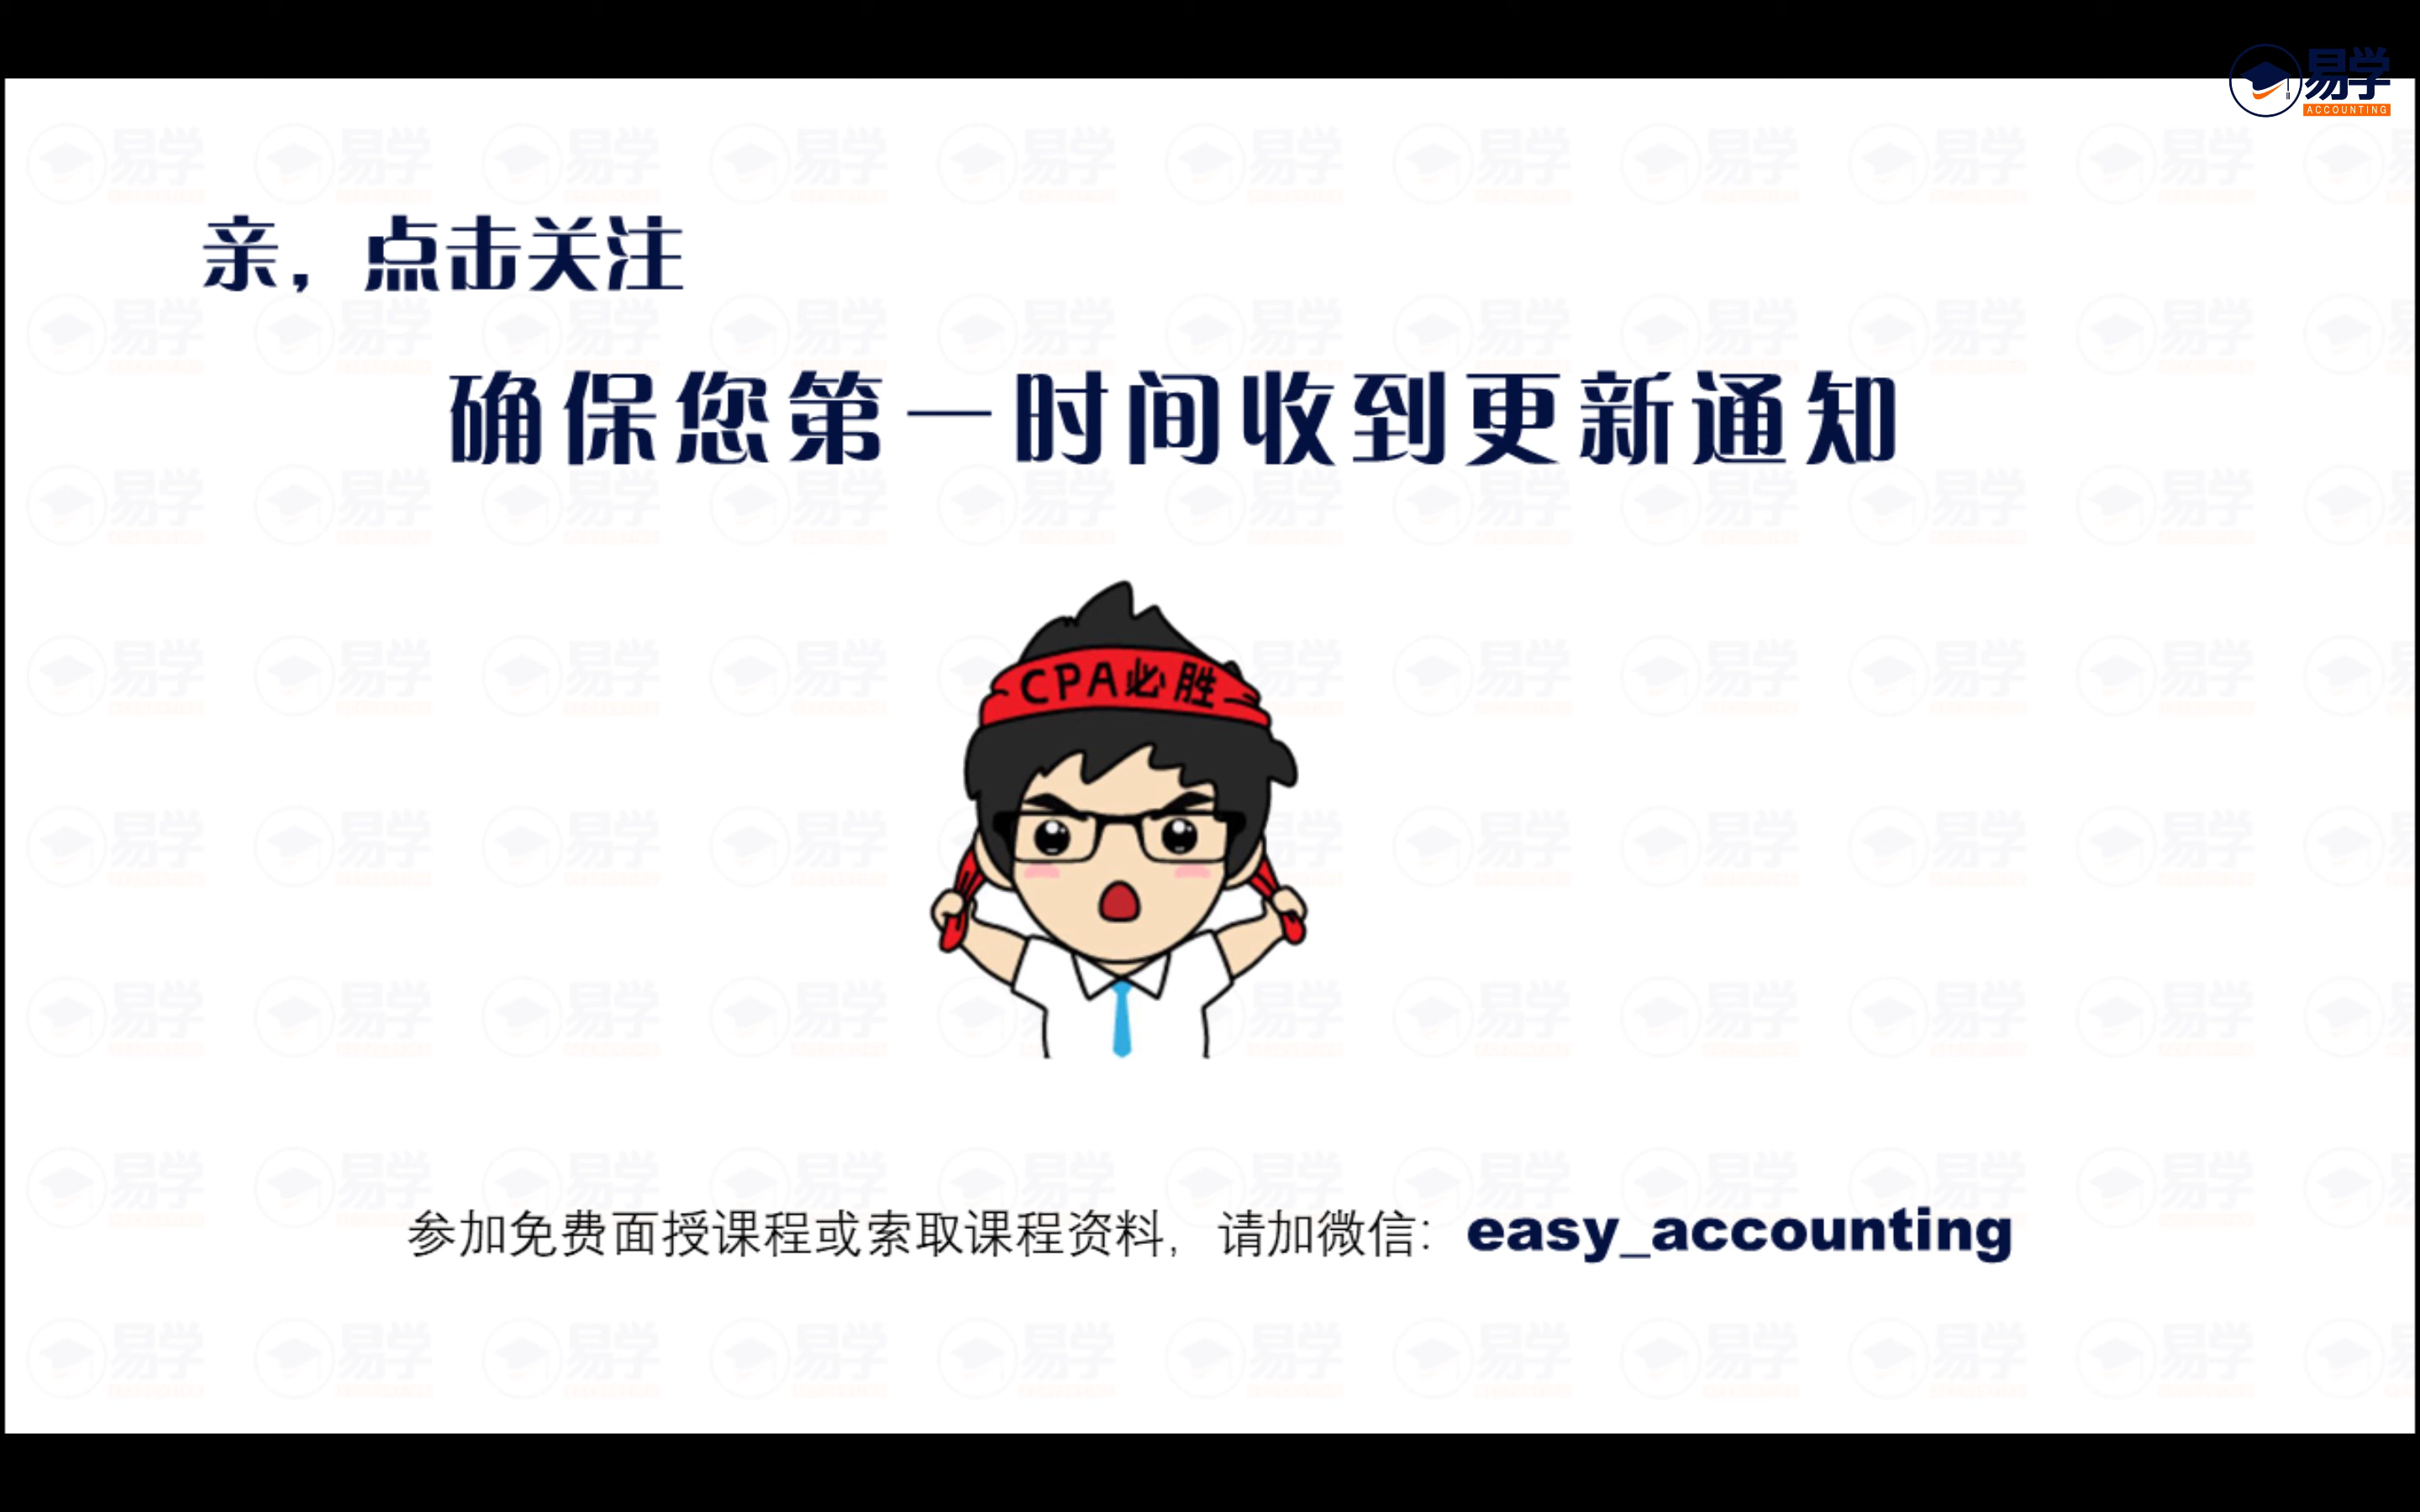 易学
ACCOUNTING
亲，点击关注
确保您第一时间收到更新通知
CPA必胜
参加免费面授课程或索取课程资料，请加微信：easy_accounting